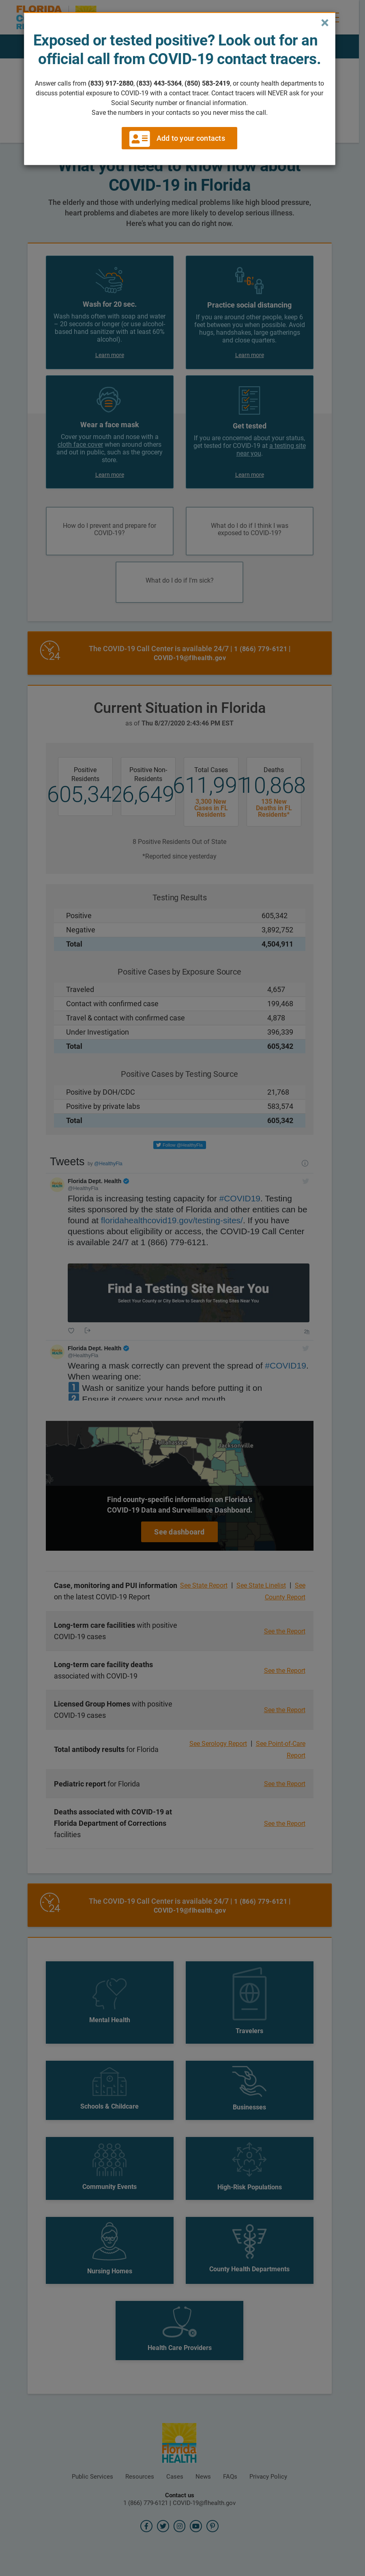 FLORIDA
Exposed or tested positive? Look out for an
official call from COVID-19 contact tracers.
Answer calls from (833) 917-2880, (833) 443-5364, (850) 583-2419, or county health departments to
discuss potential exposure to COVID-19 with a contact tracer. Contact tracers will NEVER ask for your
Social Security number or financial information.
Save the numbers in your contacts so you never miss the call.
Add to your contacts
What you need to know now about
COVID-19 in Florida
The elderly and those with underlying medical conditions like high blood pressure,
heart problems and diabetes are more likely to develop serious illness.
Here's what you can do right now.
Wash for 20 sec.
Wash hands often with soap and water
– 20 seconds or longer (or use alcohol-
based hand sanitizer with at least 60%
alcohol).
Learn more
6'
Practice social distancing
If you are around other people, keep 6
feet between you when possible. Avoid
hugs, handshakes, large gatherings
and close quarters.
Learn more
Wear a face mask
Cover your mouth and nose with a
cloth face cover when around others
and out in public, such as the grocery
store.
Learn more
Get tested
If you are concerned about your status,
get tested for COVID-19 at a testing site
near you.
Learn more
How do I prevent and prepare for
COVID-19?
What do I do if I think I was
exposed to COVID-19?
What do I do if I'm sick?
24
The COVID-19 Call Center is available 24/7 | 1 (866) 779-6121 |
COVID-19@flhealth.gov
Current Situation in Florida
as of Thu 8/27/2020 2:43:46 PM EST
Positive
Residents
605,342
Positive Non-
Residents
6,649
Total Cases
611,991
3,300 New
Cases in FL
Residents
Deaths
10,868
135 New
Deaths in FL
Residents*
8 Positive Residents Out of State
*Reported since yesterday
Testing Results
Positive 605,342
Negative 3,892,752
Total 4,504,911
Positive Cases by Exposure Source
Traveled 4,657
Contact with confirmed case 199,468
Travel & contact with confirmed case 4,878
Under Investigation 396,339
Total 605,342
Positive Cases by Testing Source
Positive by DOH/CDC 21,768
Positive by private labs 583,574
Total 605,342
Follow @HealthyFla
Tweets by @HealthyFla
Florida Dept. Health
@HealthyFla
Florida is increasing testing capacity for #COVID19. Testing
sites sponsored by the state of Florida and other entities can be
found at floridahealthcovid19.gov/testing-sites/. If you have
questions about eligibility or access, the COVID-19 Call Center
is available 24/7 at 1 (866) 779-6121.
Find a Testing Site Near You
Select Your County or City Below to Search for Testing Sites Near You
2h
Florida Dept. Health
@HealthyFla
Wearing a mask correctly can prevent the spread of #COVID19.
When wearing one:
1 Wash or sanitize your hands before putting it on
2 Ensure it covers your nose and mouth
Jacksonville
Find county-specific information on Florida's
COVID-19 Data and Surveillance Dashboard.
See dashboard
Case, monitoring and PUI information
on the latest COVID-19 Report
See State Report | See State Linelist | See
County Report
Long-term care facilities with positive
COVID-19 cases
See the Report
Long-term care facility deaths
associated with COVID-19
See the Report
Licensed Group Homes with positive
COVID-19 cases
See the Report
Total antibody results for Florida
See Serology Report | See Point-of-Care
Report
Pediatric report for Florida
See the Report
Deaths associated with COVID-19 at
Florida Department of Corrections
facilities
See the Report
24
The COVID-19 Call Center is available 24/7 | 1 (866) 779-6121 |
COVID-19@flhealth.gov
Mental Health
Travelers
Schools & Childcare
Businesses
Community Events
High-Risk Populations
Nursing Homes
County Health Departments
Health Care Providers
Florida
HEALTH
Public Services
Resources
Cases
News
FAQs
Privacy Policy
Contact us
1 (866) 779-6121 | COVID-19@flhealth.gov